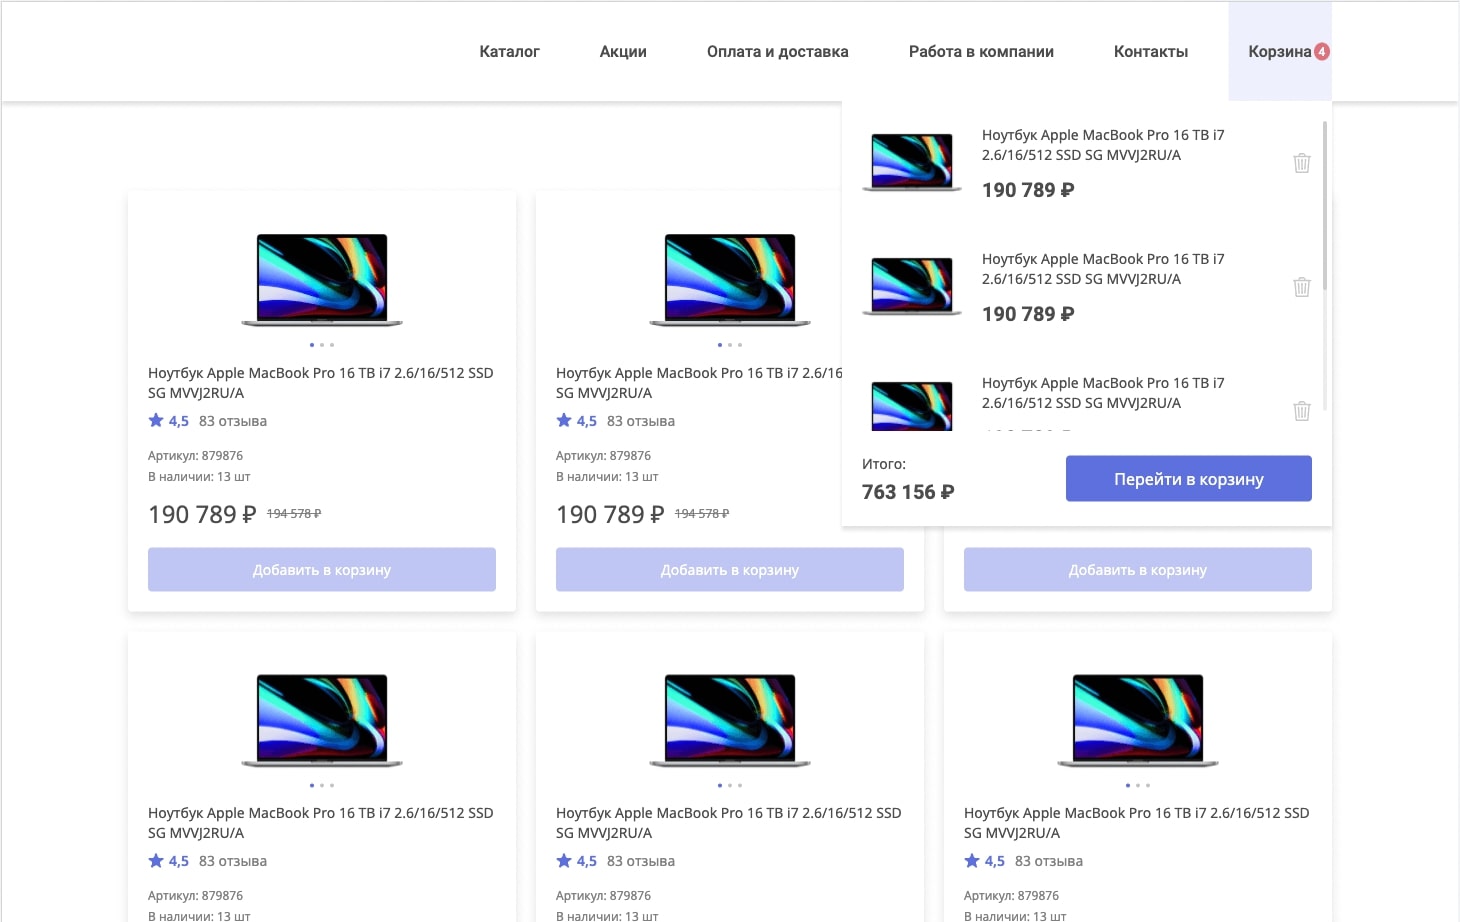 Каталог
Акции
Оплата и доставка
Работа в компании
Контакты
Корзина 4
Ноутбук Apple MacBook Pro 16 TB i7
2.6/16/512 SSD SG MVVJ2RU/A
190 789 ₽
Ноутбук Apple MacBook Pro 16 TB i7
2.6/16/512 SSD SG MVVJ2RU/A
190 789 ₽
Ноутбук Apple MacBook Pro 16 TB i7
2.6/16/512 SSD SG MVVJ2RU/A
Итого:
763 156 ₽
Перейти в корзину
Ноутбук Apple MacBook Pro 16 TB i7 2.6/16/512 SSD
SG MVVJ2RU/A
4,5 83 отзыва
Артикул: 879876
В наличии: 13 шт
190 789 ₽ 194 578 ₽
Добавить в корзину
Ноутбук Apple MacBook Pro 16 TB i7 2.6/16
SG MVVJ2RU/A
4,5 83 отзыва
Артикул: 879876
В наличии: 13 шт
190 789 ₽ 194 578 ₽
Добавить в корзину
Добавить в корзину
Ноутбук Apple MacBook Pro 16 TB i7 2.6/16/512 SSD
SG MVVJ2RU/A
4,5 83 отзыва
Артикул: 879876
В наличии: 13 шт
Ноутбук Apple MacBook Pro 16 TB i7 2.6/16/512 SSD
SG MVVJ2RU/A
4,5 83 отзыва
Артикул: 879876
В наличии: 13 шт
Ноутбук Apple MacBook Pro 16 TB i7 2.6/16/512 SSD
SG MVVJ2RU/A
4,5 83 отзыва
Артикул: 879876
В наличии: 13 шт